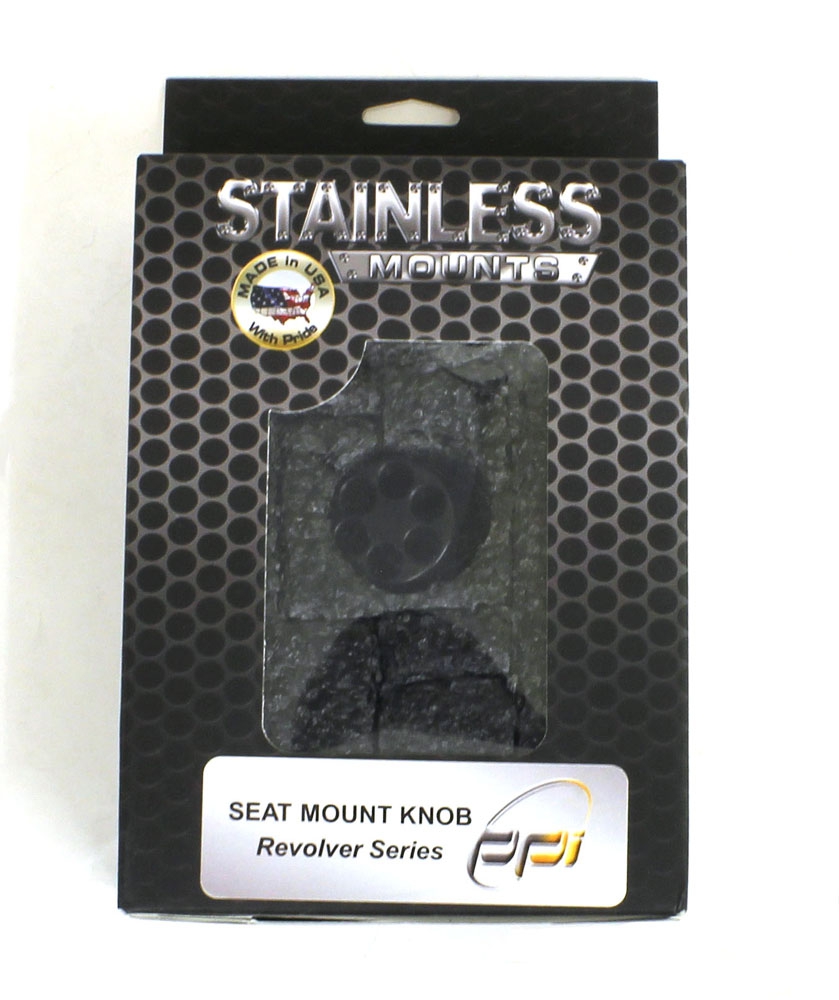 STAINLESS
MOUNTS
MADE in USA
With Pride
SEAT MOUNT KNOB
Revolver Series
ppi